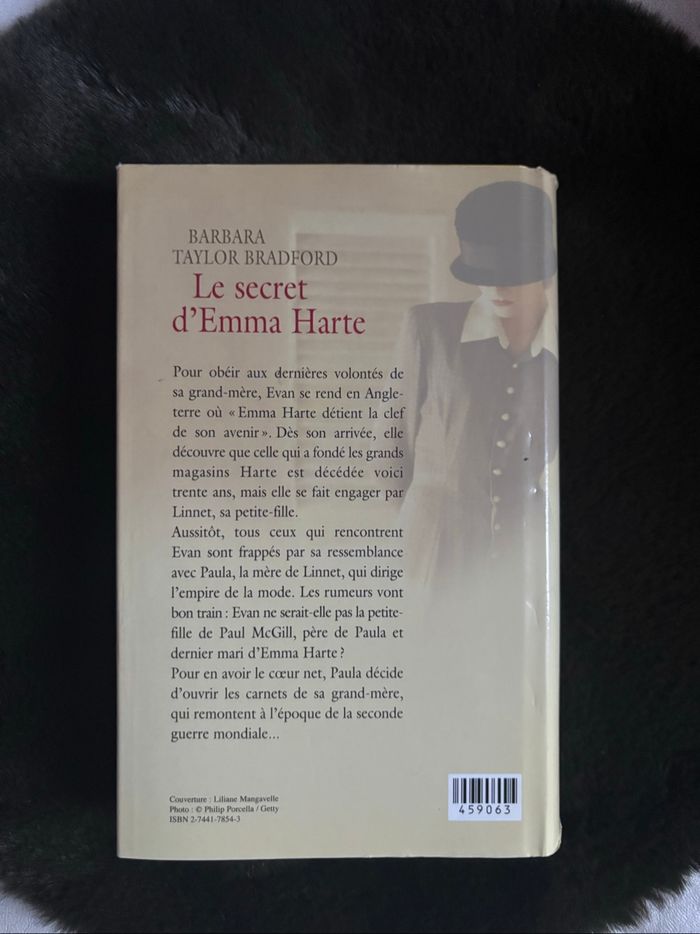 BARBARA
TAYLOR BRADFORD
Le secret
d'Emma Harte
Pour obéir aux dernières volontés de
sa grand-mère, Evan se rend en Angle-
terre où « Emma Harte détient la clef
de son avenir ». Dès son arrivée, elle
découvre que celle qui a fondé les grands
magasins Harte est décédée voici
trente ans, mais elle se fait engager par
Linnet, sa petite-fille.
Aussitôt, tous ceux qui rencontrent
Evan sont frappés par sa ressemblance
avec Paula, la mère de Linnet, qui dirige
l'empire de la mode. Les rumeurs vont
bon train : Evan ne serait-elle pas la petite-
fille de Paul McGill, père de Paula et
dernier mari d'Emma Harte ?
Pour en avoir le cœur net, Paula décide
d'ouvrir les carnets de sa grand-mère,
qui remontent à l'époque de la seconde
guerre mondiale...
Couverture : Liliane Mangavelle
Photo : © Philip Porcella / Getty
ISBN 2-7441-7854-3
459063